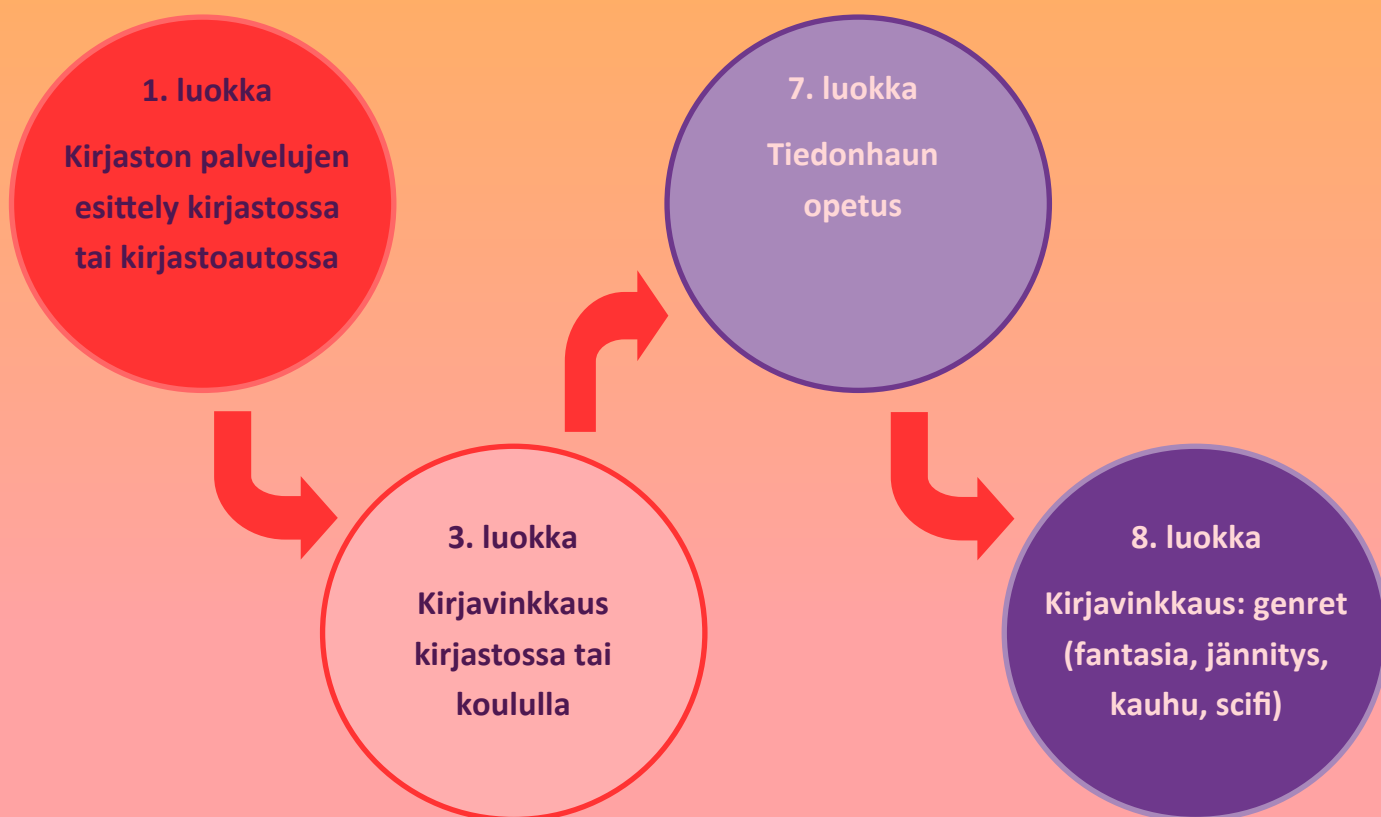 1. luokka
Kirjaston palvelujen
esittely kirjastossa
tai kirjastoautossa
3. luokka
Kirjavinkkaus
kirjastossa tai
koululla
7. luokka
Tiedonhaun
opetus
8. luokka
Kirjavinkkaus: genret
(fantasia, jännitys,
kauhu, scifi)